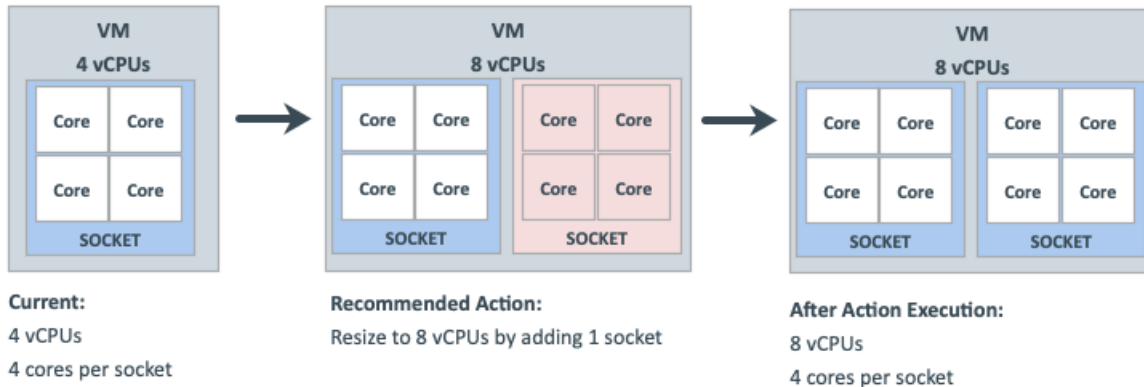 VM
4 vCPUs
Core Core
Core Core
SOCKET
Current:
4 vCPUs
4 cores per socket
VM
8 vCPUs
Core Core Core Core
Core Core Core Core
SOCKET SOCKET
Recommended Action:
Resize to 8 vCPUs by adding 1 socket
VM
8 vCPUs
Core Core Core Core
Core Core Core Core
SOCKET SOCKET
After Action Execution:
8 vCPUs
4 cores per socket